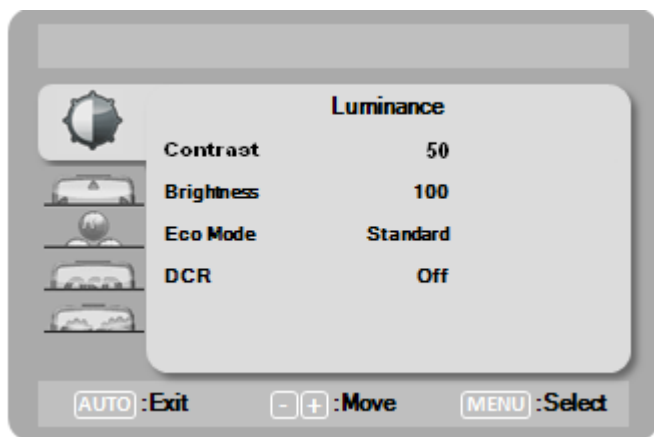 Luminance
Contrast 50
Brightness 100
Eco Mode Standard
DCR Off
AUTO :Exit - + :Move MENU :Select